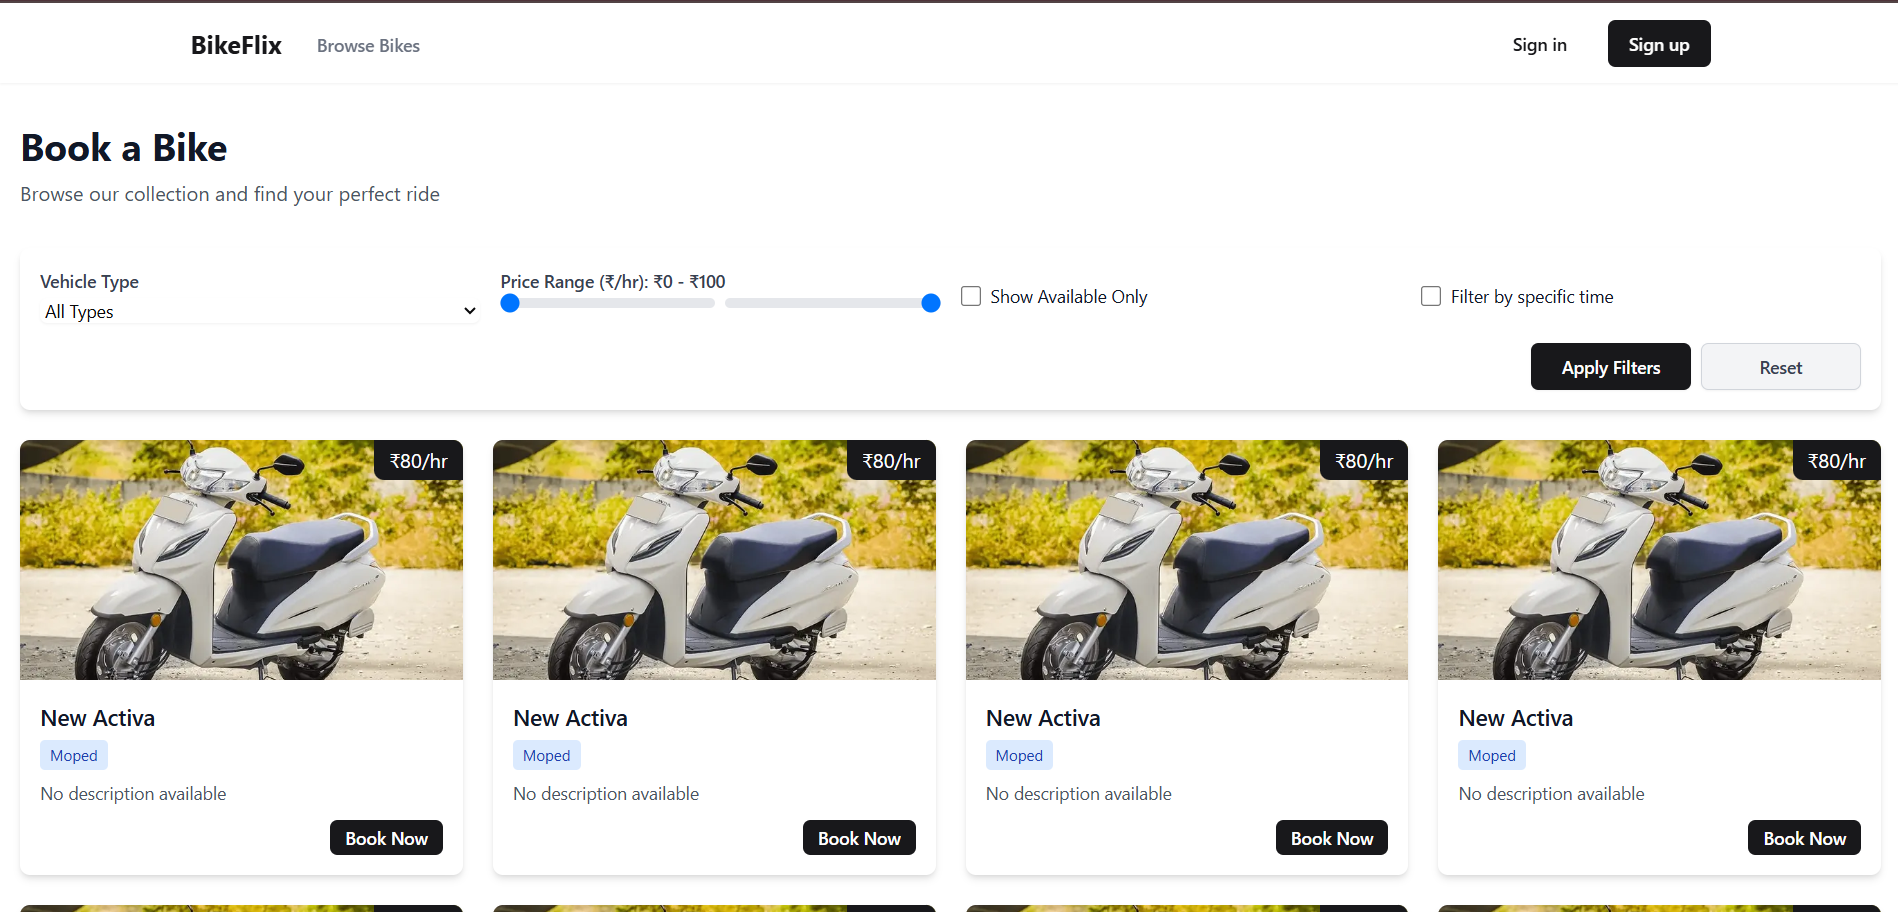 BikeFlix Browse Bikes Sign in Sign up
Book a Bike
Browse our collection and find your perfect ride
Vehicle Type
All Types
Price Range (₹/hr): ₹0 - ₹100
Show Available Only
Filter by specific time
Apply Filters Reset
₹80/hr ₹80/hr ₹80/hr ₹80/hr
New Activa New Activa New Activa New Activa
Moped Moped Moped Moped
No description available No description available No description available No description available
Book Now Book Now Book Now Book Now